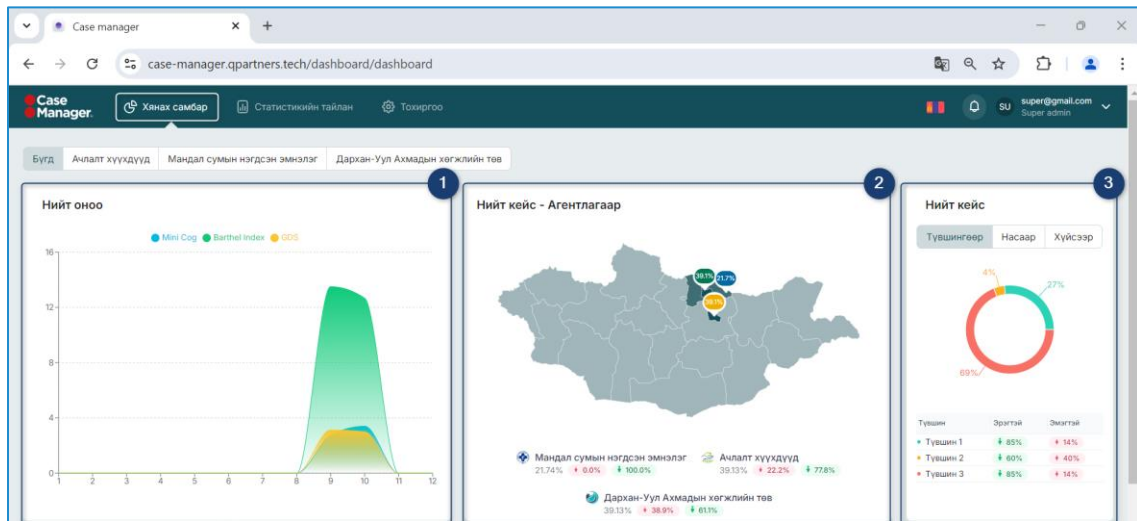 Case manager
case-manager.qpartners.tech/dashboard/dashboard
Case Manager.
Хянах самбар
Статистикийн тайлан
Тохиргоо
SU
super@gmail.com
Super admin
Бүгд
Ачлалт хүүхдүүд
Мандал сумын нэгдсэн эмнэлэг
Дархан-Уул Ахмадын хөгжлийн төв
1
Нийт оноо
Mini Cog Barthel Index GDS
16
12
8
4
0
1 2 3 4 5 6 7 8 9 10 11 12
2
Нийт кейс - Агентлагаар
39.1% 21.7%
39.1%
Мандал сумын нэгдсэн эмнэлэг
21.74% 0.0% 100.0%
Ачлалт хүүхдүүд
39.13% 22.2% 77.8%
Дархан-Уул Ахмадын хөгжлийн төв
39.13% 38.9% 61.1%
3
Нийт кейс
Түвшингөөр Насаар Хүйсээр
4%
27%
69%
Түвшин Эрэгтэй Эмэгтэй
Түвшин 1 85% 14%
Түвшин 2 60% 40%
Түвшин 3 85% 14%